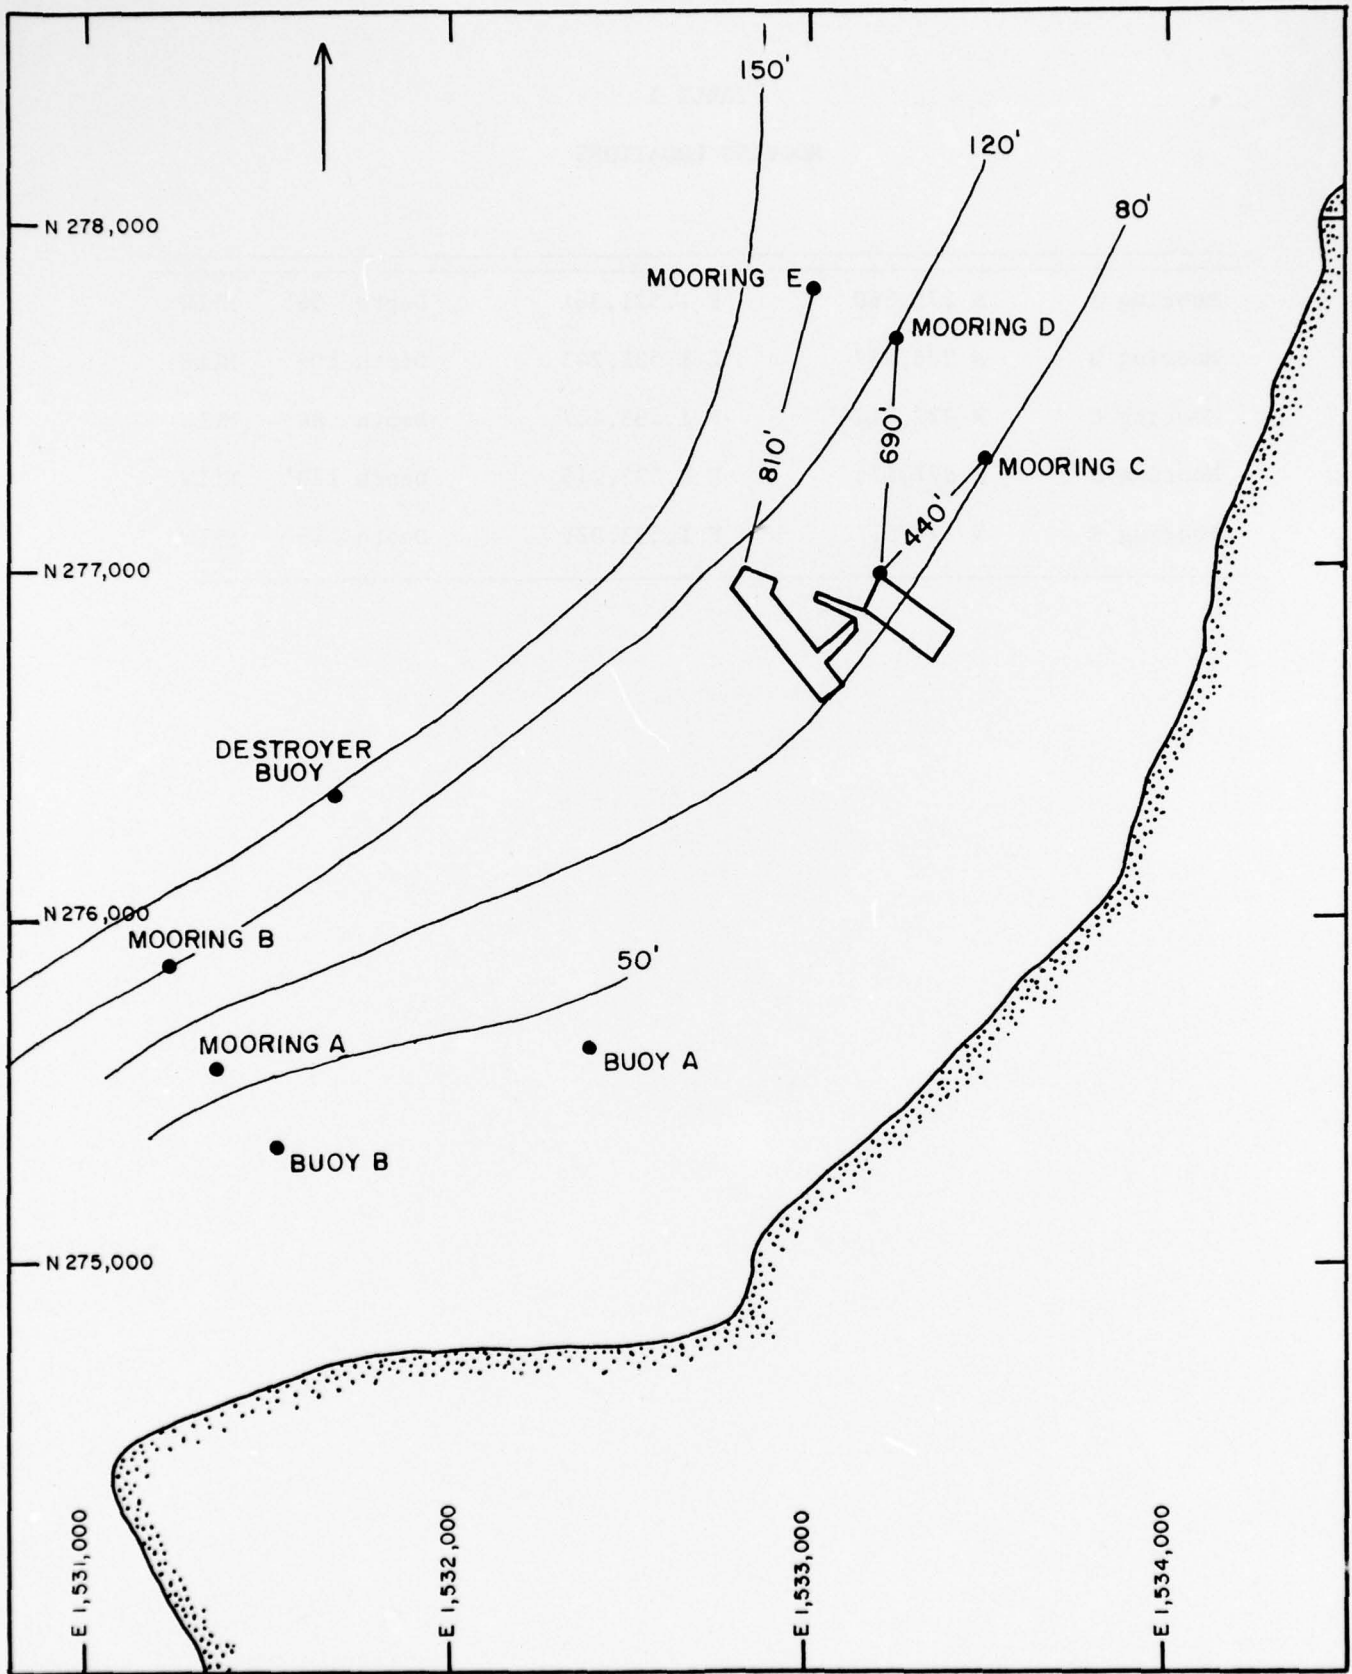 150'
120'
80'
N 278,000
MOORING E
MOORING D
810'
690'
MOORING C
440'
N 277,000
DESTROYER
BUOY
N 276,000
MOORING B
50'
MOORING A
BUOY A
BUOY B
N 275,000
E 1,531,000
E 1,532,000
E 1,533,000
E 1,534,000